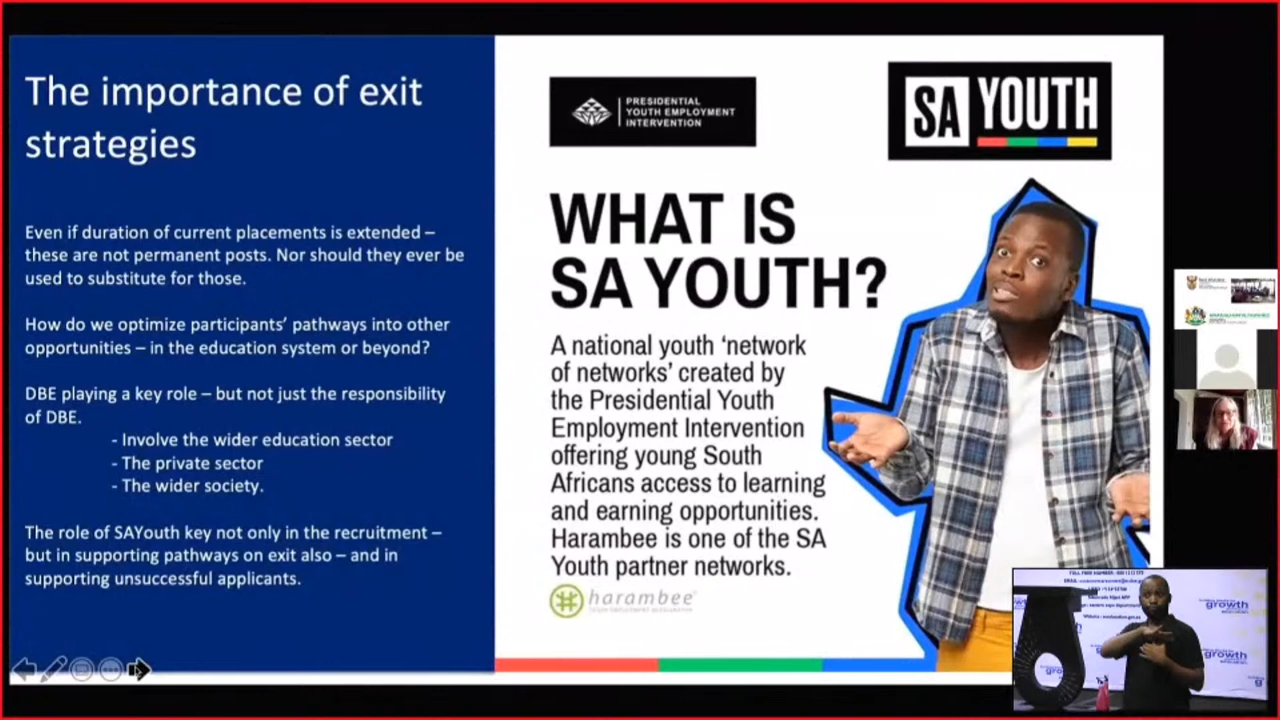 The importance of exit
strategies
Even if duration of current placements is extended –
these are not permanent posts. Nor should they ever be
used to substitute for those.
How do we optimize participants’ pathways into other
opportunities – in the education system or beyond?
DBE playing a key role – but not just the responsibility
of DBE.
- Involve the wider education sector
- The private sector
- The wider society.
The role of SAYouth key not only in the recruitment –
but in supporting pathways on exit also – and in
supporting unsuccessful applicants.
PRESIDENTIAL
YOUTH EMPLOYMENT
INTERVENTION
SA YOUTH
WHAT IS
SA YOUTH?
A national youth ‘network
of networks’ created by
the Presidential Youth
Employment Intervention
offering young South
Africans access to learning
and earning opportunities.
Harambee is one of the SA
Youth partner networks.
harambee
growth
growth